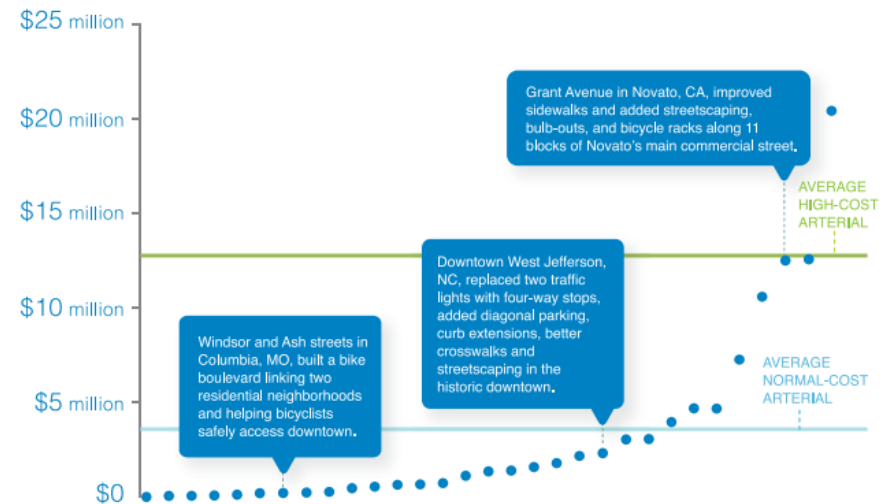 $25 million
$20 million
$15 million
$10 million
$5 million
$0
Grant Avenue in Novato, CA, improved
sidewalks and added streetscaping,
bulb-outs, and bicycle racks along 11
blocks of Novato's main commercial street.
AVERAGE
HIGH-COST
ARTERIAL
Downtown West Jefferson,
NC, replaced two traffic
lights with four-way stops,
added diagonal parking,
curb extensions, better
crosswalks and
streetscaping in the
historic downtown.
Windsor and Ash streets in
Columbia, MO, built a bike
boulevard linking two
residential neighborhoods
and helping bicyclists
safely access downtown.
AVERAGE
NORMAL-COST
ARTERIAL